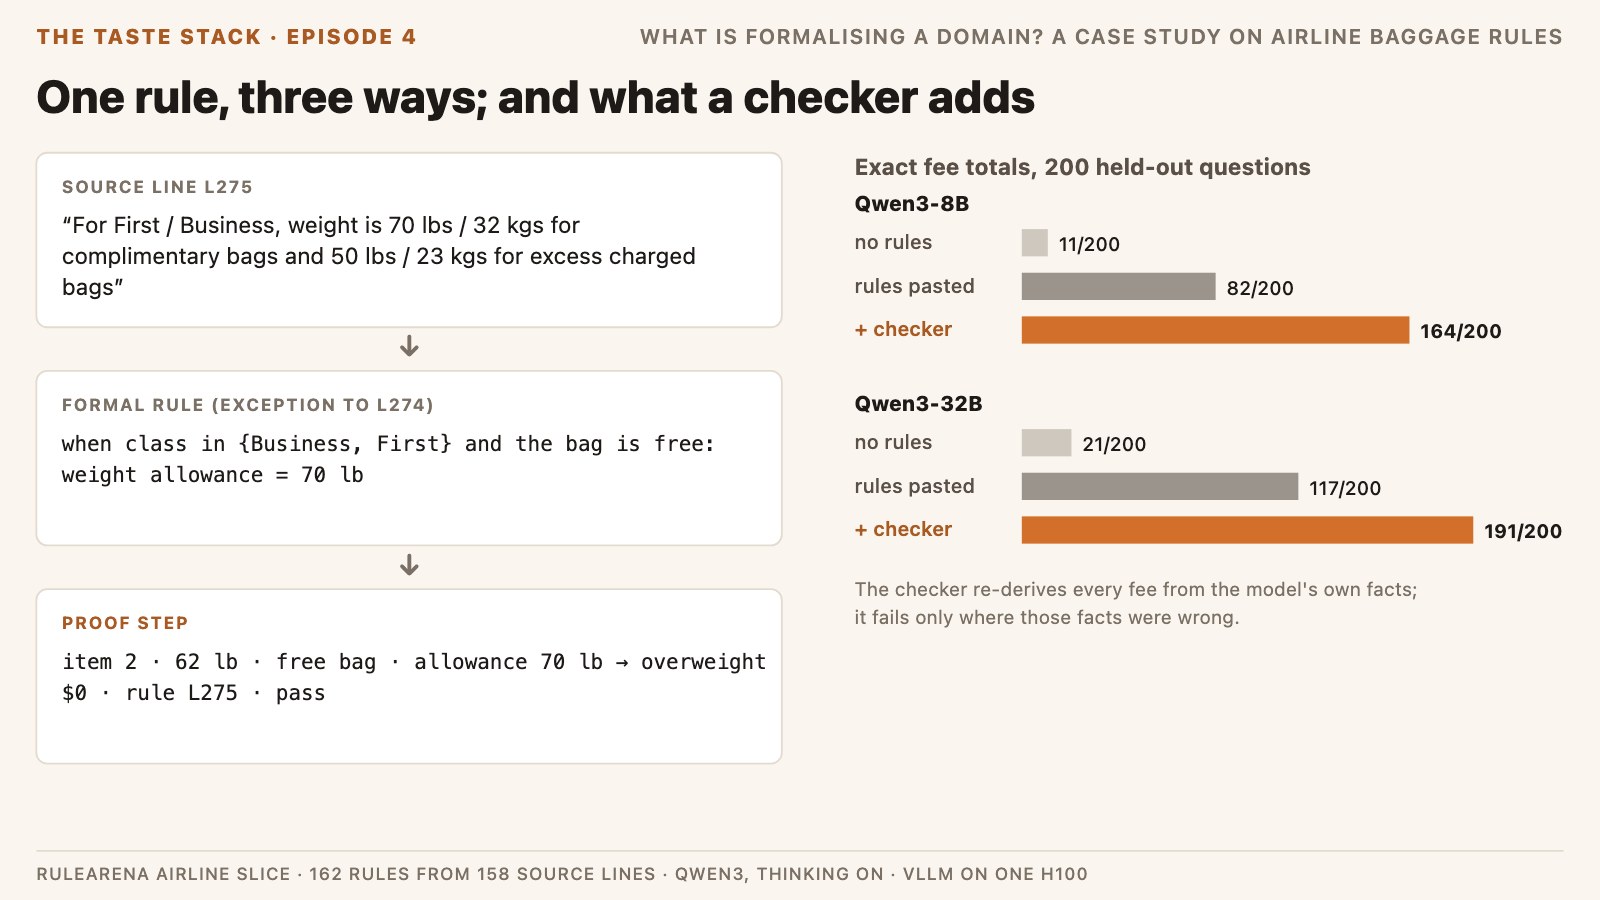 THE TASTE STACK · EPISODE 4
WHAT IS FORMALISING A DOMAIN? A CASE STUDY ON AIRLINE BAGGAGE RULES
One rule, three ways; and what a checker adds
SOURCE LINE L275
“For First / Business, weight is 70 lbs / 32 kgs for
complimentary bags and 50 lbs / 23 kgs for excess charged
bags”
↓
FORMAL RULE (EXCEPTION TO L274)
when class in {Business, First} and the bag is free:
weight allowance = 70 lb
↓
PROOF STEP
item 2 · 62 lb · free bag · allowance 70 lb → overweight
$0 · rule L275 · pass
Exact fee totals, 200 held-out questions
Qwen3-8B
no rules 11/200
rules pasted 82/200
+ checker 164/200
Qwen3-32B
no rules 21/200
rules pasted 117/200
+ checker 191/200
The checker re-derives every fee from the model's own facts;
it fails only where those facts were wrong.
RULEARENA AIRLINE SLICE · 162 RULES FROM 158 SOURCE LINES · QWEN3, THINKING ON · VLLM ON ONE H100